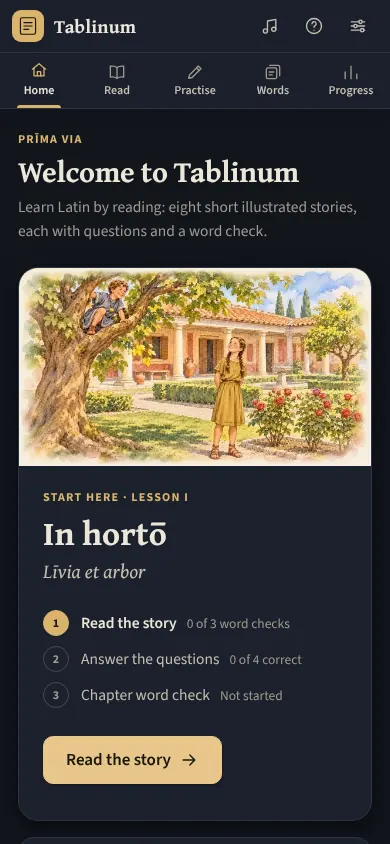 Tablinum
Home
Read
Practise
Words
Progress
PRĪMA VIA
Welcome to Tablinum
Learn Latin by reading: eight short illustrated stories,
each with questions and a word check.
START HERE · LESSON I
In hortō
Līvia et arbor
1 Read the story 0 of 3 word checks
2 Answer the questions 0 of 4 correct
3 Chapter word check Not started
Read the story →